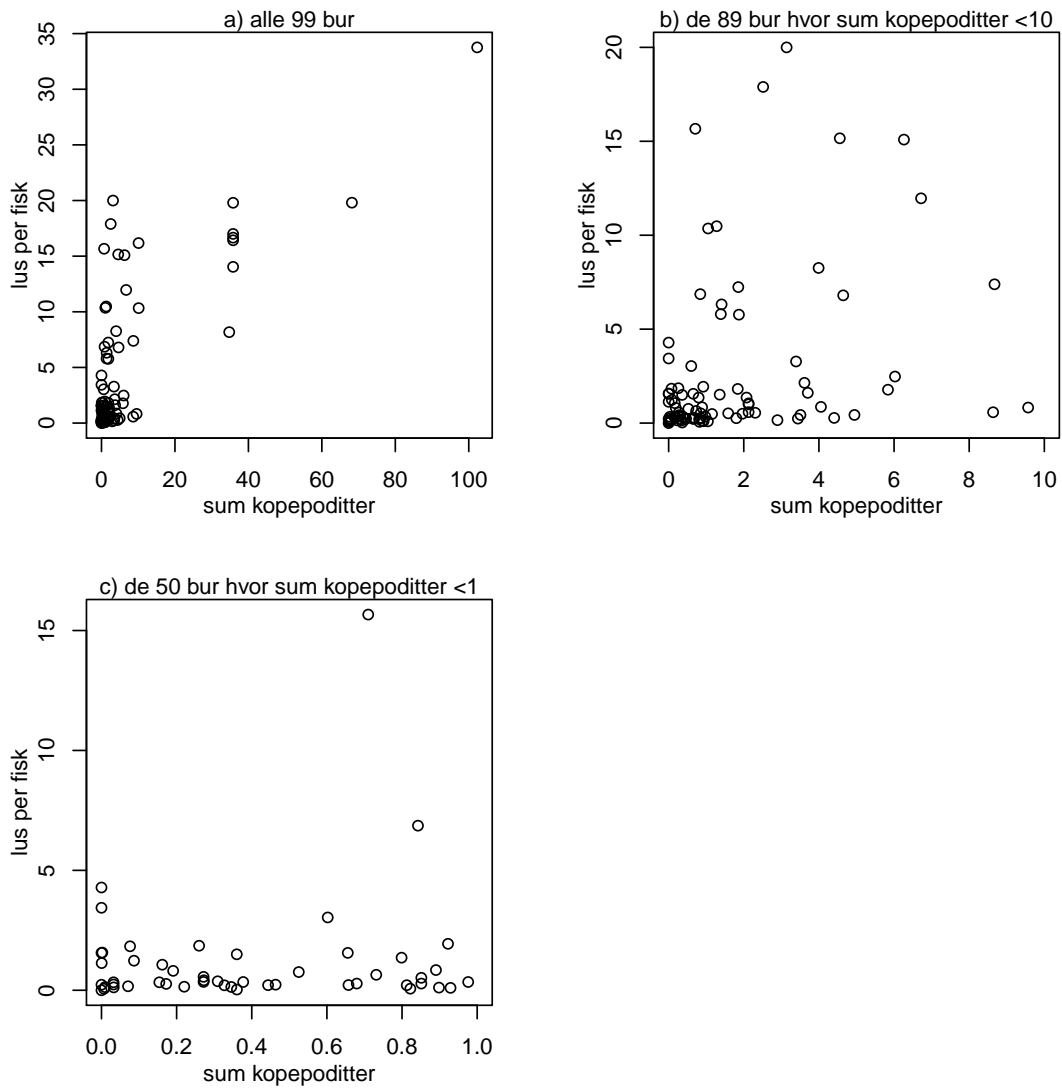 a) alle 99 bur
35
30
25
20
15
10
5
0
lus per fisk
0 20 40 60 80 100
sum kopepoditter
b) de 89 bur hvor sum kopepoditter <10
20
15
10
5
0
lus per fisk
0 2 4 6 8 10
sum kopepoditter
c) de 50 bur hvor sum kopepoditter <1
15
10
5
0
lus per fisk
0.0 0.2 0.4 0.6 0.8 1.0
sum kopepoditter